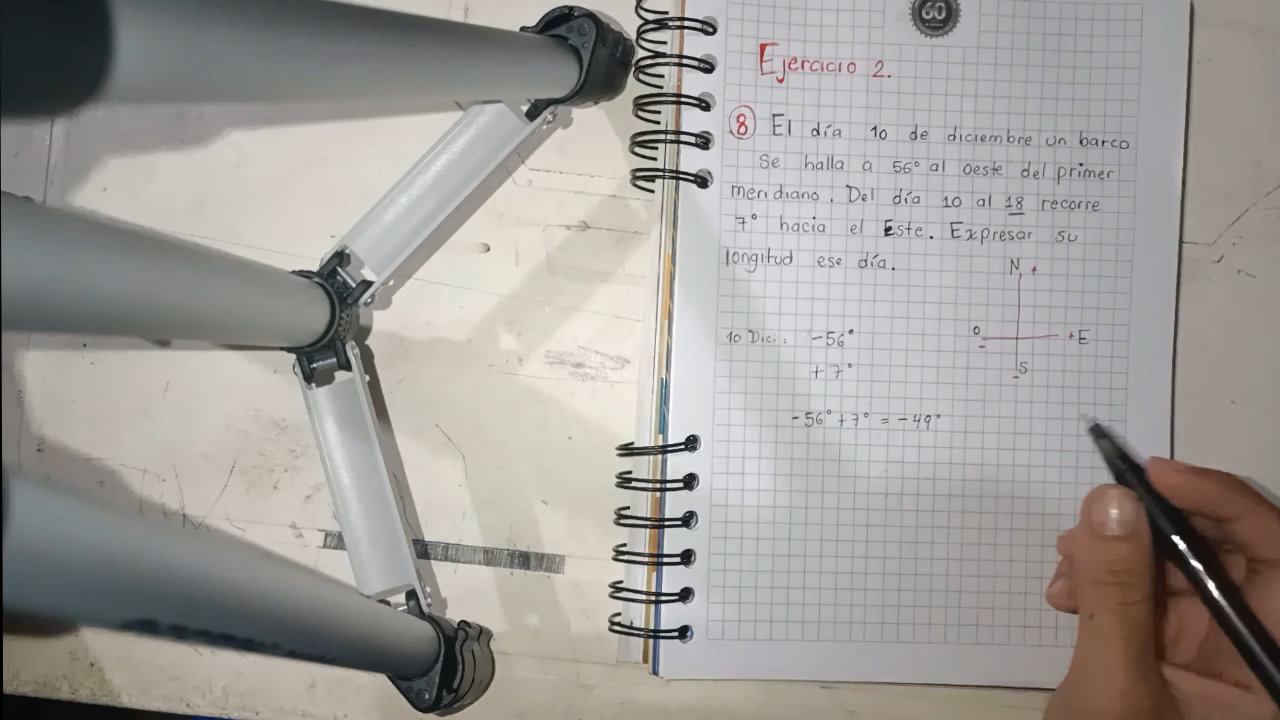 60
Ejercicio 2.
8 El día 10 de diciembre un barco
se halla a 56° al oeste del primer
meridiano. Del día 10 al 18 recorre
7° hacia el Este. Expresar su
longitud ese día.
N +
O +E
-
S
-
10 Dici: -56°
+7°
-56°+7° = -49°